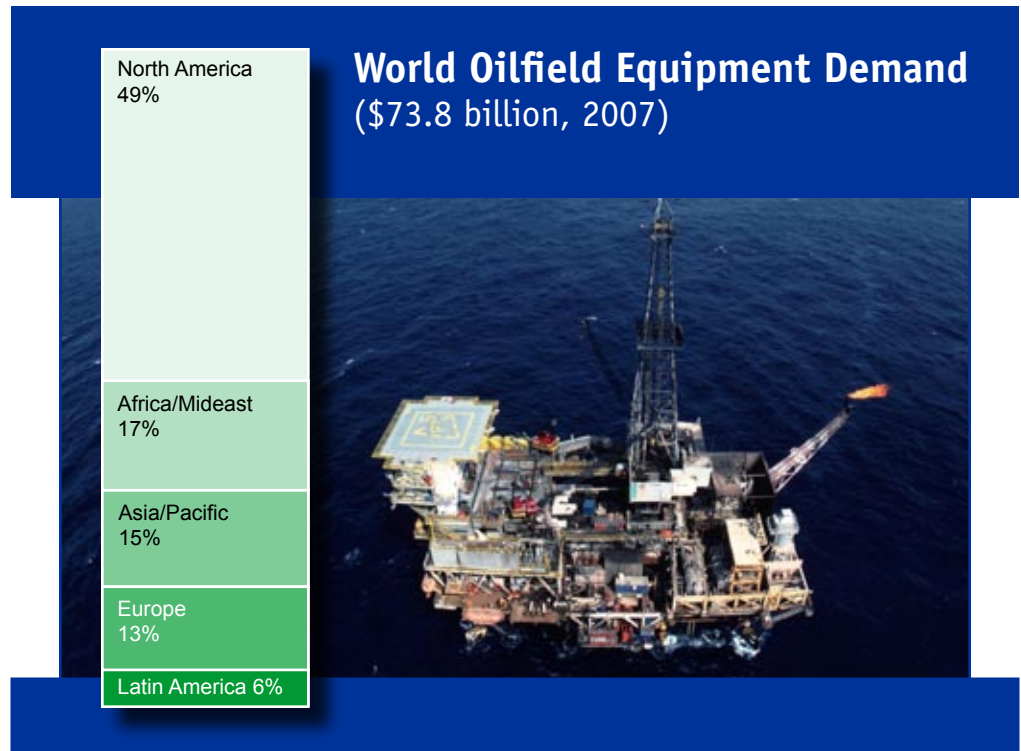 World Oilfield Equipment Demand
($73.8 billion, 2007)
North America
49%
Africa/Mideast
17%
Asia/Pacific
15%
Europe
13%
Latin America 6%